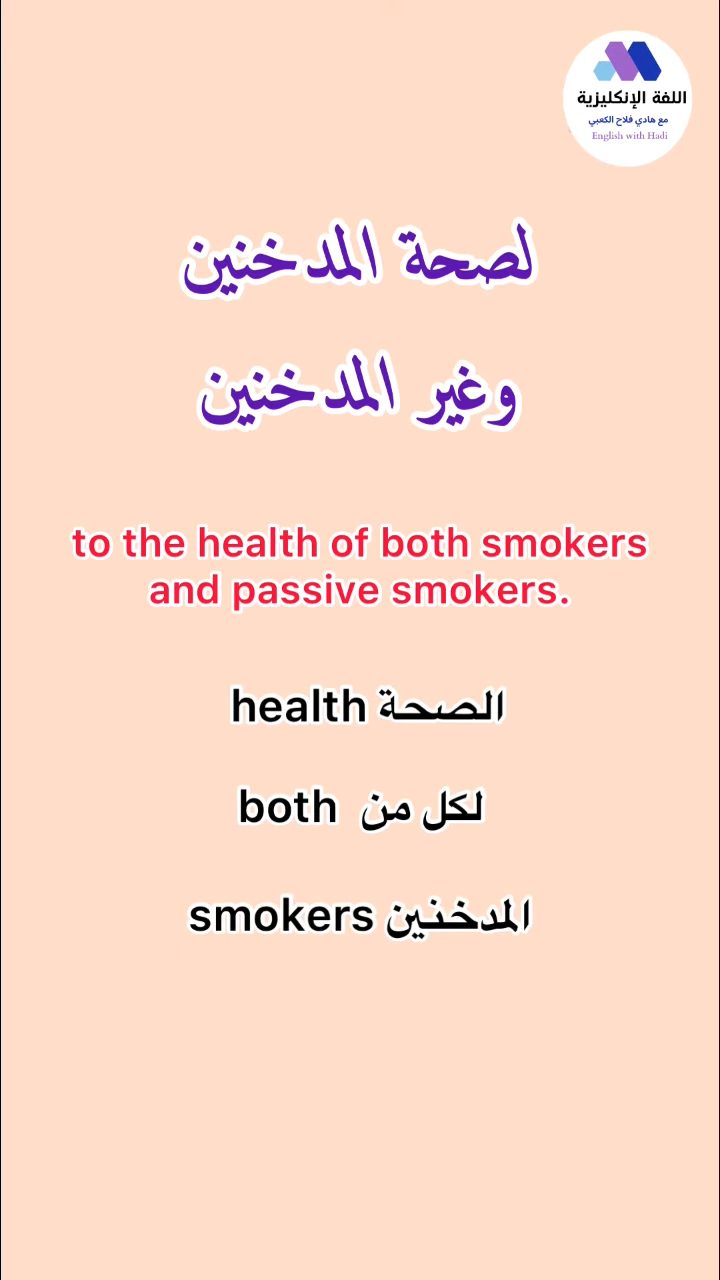 اللغة الإنكليزية
مع هادي فلاح الكعبي
English with Hadi
لصحة المدخنين
وغير المدخنين
to the health of both smokers
and passive smokers.
health الصحة
both لكل من
smokers المدخنين